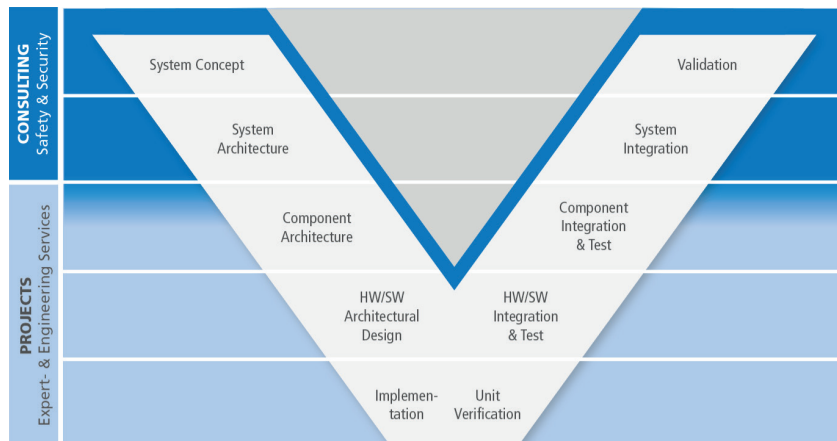 CONSULTING
Safety & Security
System Concept
Validation
System
Architecture
System
Integration
PROJECTS
Expert- & Engineering Services
Component
Architecture
Component
Integration
& Test
HW/SW
Architectural
Design
HW/SW
Integration
& Test
Implemen-
tation
Unit
Verification